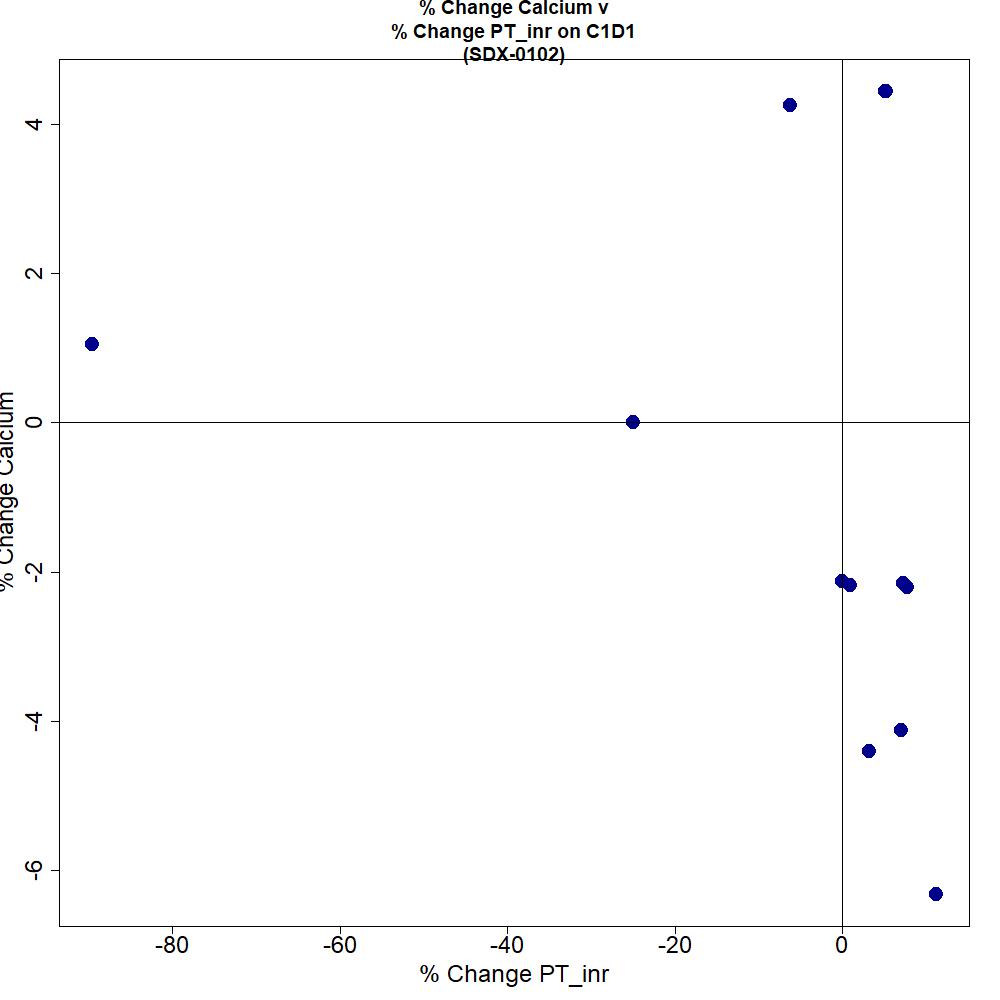 % Change Calcium v
% Change PT_inr on C1D1
(SDX-0102)
4
2
0
-2
-4
-6
% Change Calcium
-80
-60
-40
-20
0
% Change PT_inr